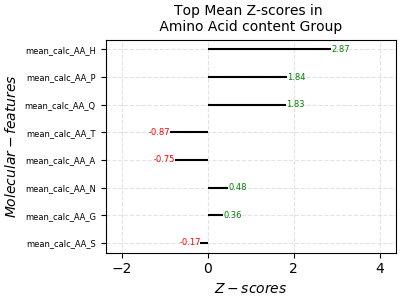 Top Mean Z-scores in
Amino Acid content Group
mean_calc_AA_H
2.87
mean_calc_AA_P
1.84
mean_calc_AA_Q
1.83
mean_calc_AA_T
-0.87
mean_calc_AA_A
-0.75
mean_calc_AA_N
0.48
mean_calc_AA_G
0.36
mean_calc_AA_S
-0.17
Molecular − features
−2 0 2 4
Z − scores